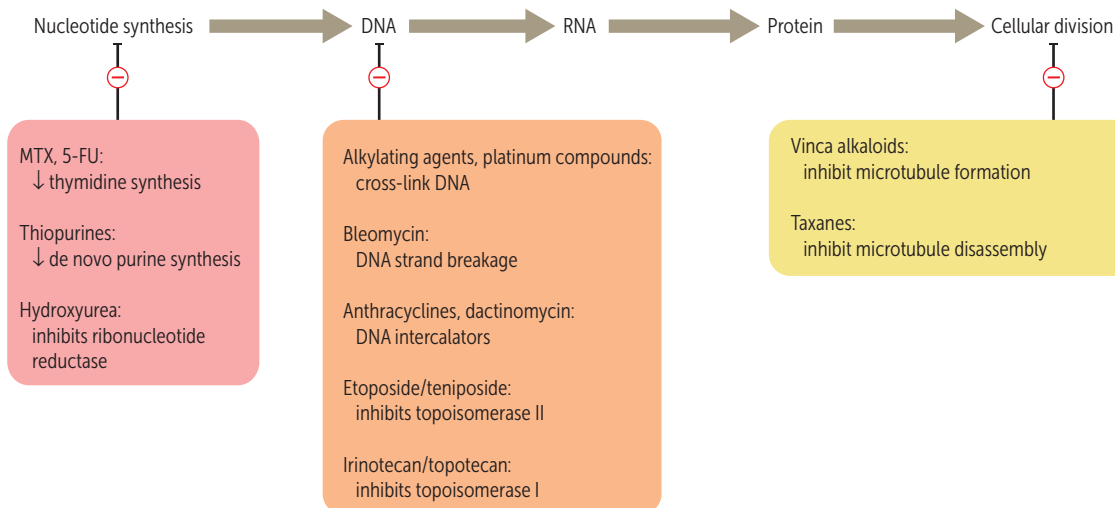 Nucleotide synthesis DNA RNA Protein Cellular division
MTX, 5-FU:
↓ thymidine synthesis
Thiopurines:
↓ de novo purine synthesis
Hydroxyurea:
inhibits ribonucleotide
reductase
Alkylating agents, platinum compounds:
cross-link DNA
Bleomycin:
DNA strand breakage
Anthracyclines, dactinomycin:
DNA intercalators
Etoposide/teniposide:
inhibits topoisomerase II
Irinotecan/topotecan:
inhibits topoisomerase I
Vinca alkaloids:
inhibit microtubule formation
Taxanes:
inhibit microtubule disassembly